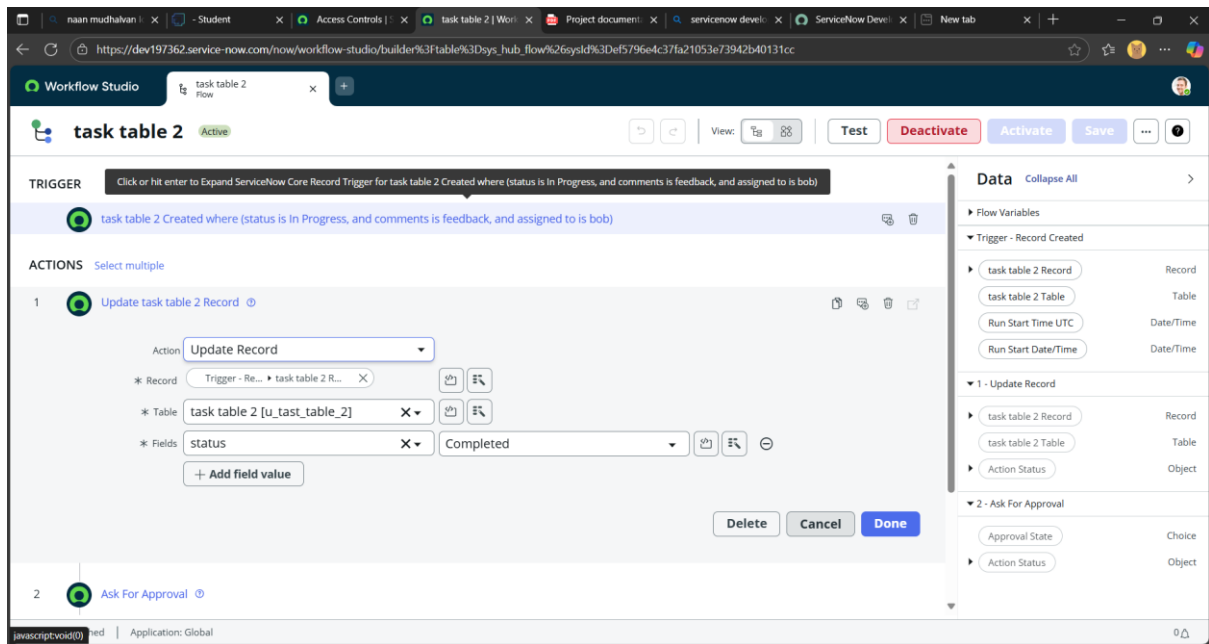 naan mudhalvan l
- Student
Access Controls | S
task table 2 | Work
Project document
servicenow develo
ServiceNow Devel
New tab
https://dev197362.service-now.com/now/workflow-studio/builder%3Ftable%3Dsys_hub_flow%26sysId%3Def5796e4c37fa21053e73942b40131cc
Workflow Studio
task table 2
Flow
task table 2 Active
View:
Test
Deactivate
Activate
Save
TRIGGER
Click or hit enter to Expand ServiceNow Core Record Trigger for task table 2 Created where (status is In Progress, and comments is feedback, and assigned to is bob)
task table 2 Created where (status is In Progress, and comments is feedback, and assigned to is bob)
ACTIONS Select multiple
1 Update task table 2 Record
Action Update Record
* Record Trigger - Re... ▸ task table 2 R...
* Table task table 2 [u_tast_table_2]
* Fields status Completed
+ Add field value
Delete Cancel Done
2 Ask For Approval
javascript:void(0)
Application: Global
Data Collapse All
Flow Variables
Trigger - Record Created
task table 2 Record Record
task table 2 Table Table
Run Start Time UTC Date/Time
Run Start Date/Time Date/Time
1 - Update Record
task table 2 Record Record
task table 2 Table Table
Action Status Object
2 - Ask For Approval
Approval State Choice
Action Status Object
0